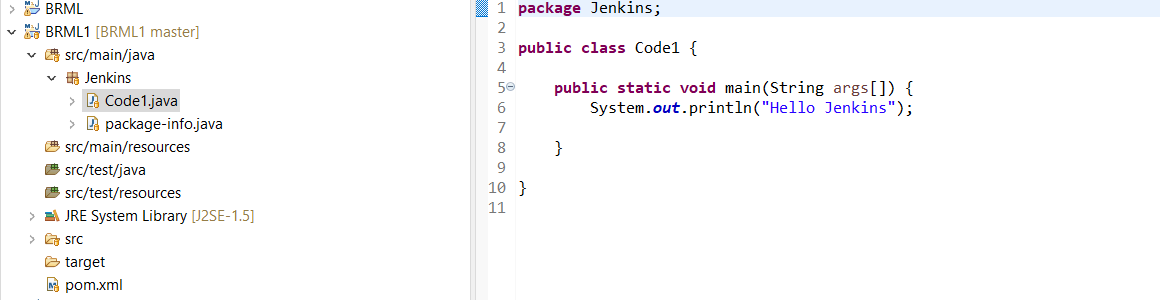 BRML
BRML1 [BRML1 master]
src/main/java
Jenkins
Code1.java
package-info.java
src/main/resources
src/test/java
src/test/resources
JRE System Library [J2SE-1.5]
src
target
pom.xml
1 package Jenkins;
2
3 public class Code1 {
4
5 public static void main(String args[]) {
6 System.out.println("Hello Jenkins");
7
8 }
9
10 }
11